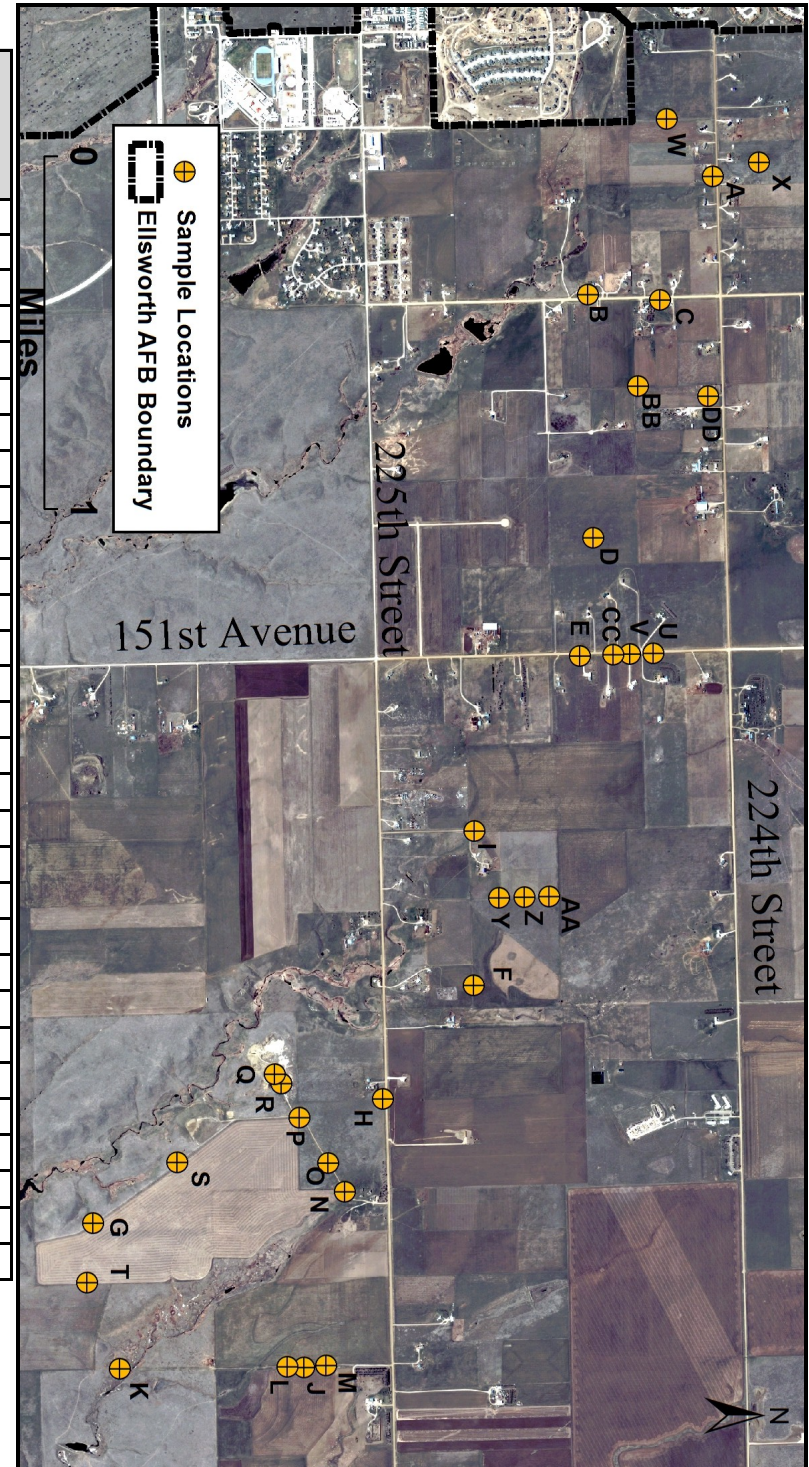 X
W
A
C
B
DD
BB
D
U
V
CC
E
224th Street
225th Street
151st Avenue
I
AA
Z
Y
F
H
Q
R
P
O
N
S
G
T
M
J
L
K
N
Sample Locations
Ellsworth AFB Boundary
0
1
Miles